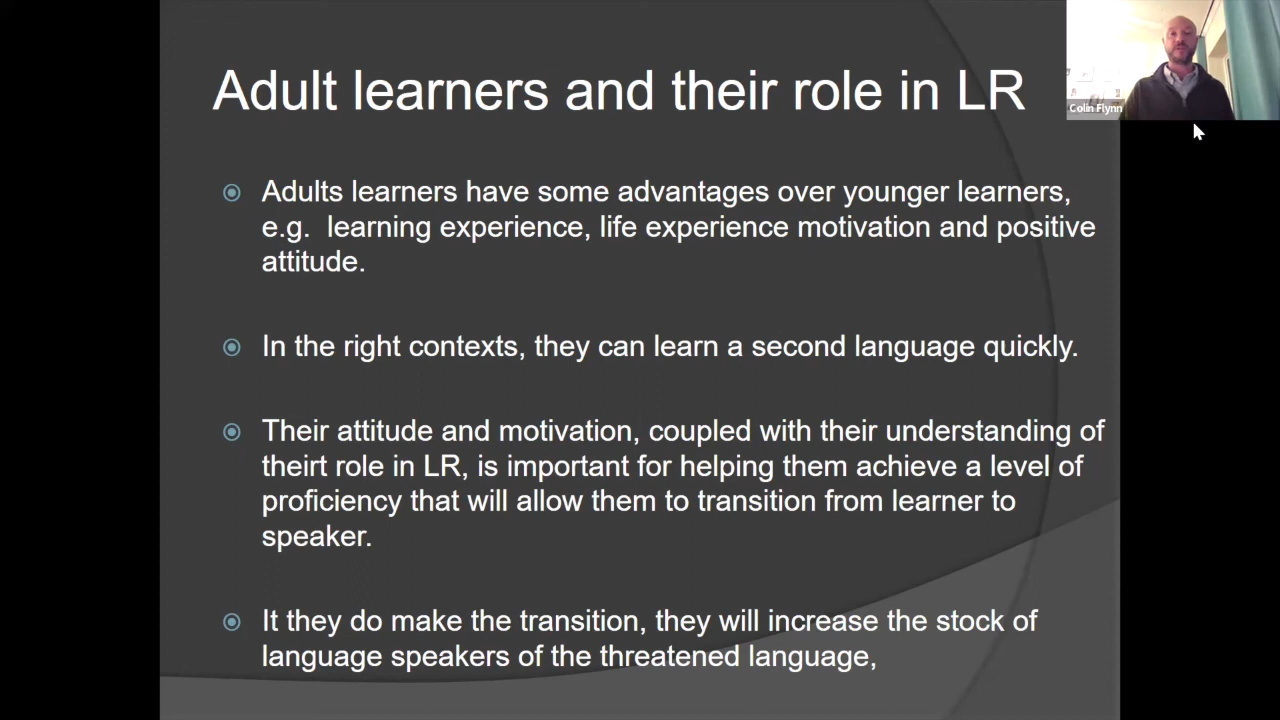 Adult learners and their role in LR
Colin Flynn
Adults learners have some advantages over younger learners,
e.g.  learning experience, life experience motivation and positive
attitude.
In the right contexts, they can learn a second language quickly.
Their attitude and motivation, coupled with their understanding of
theirt role in LR, is important for helping them achieve a level of
proficiency that will allow them to transition from learner to
speaker.
It they do make the transition, they will increase the stock of
language speakers of the threatened language,